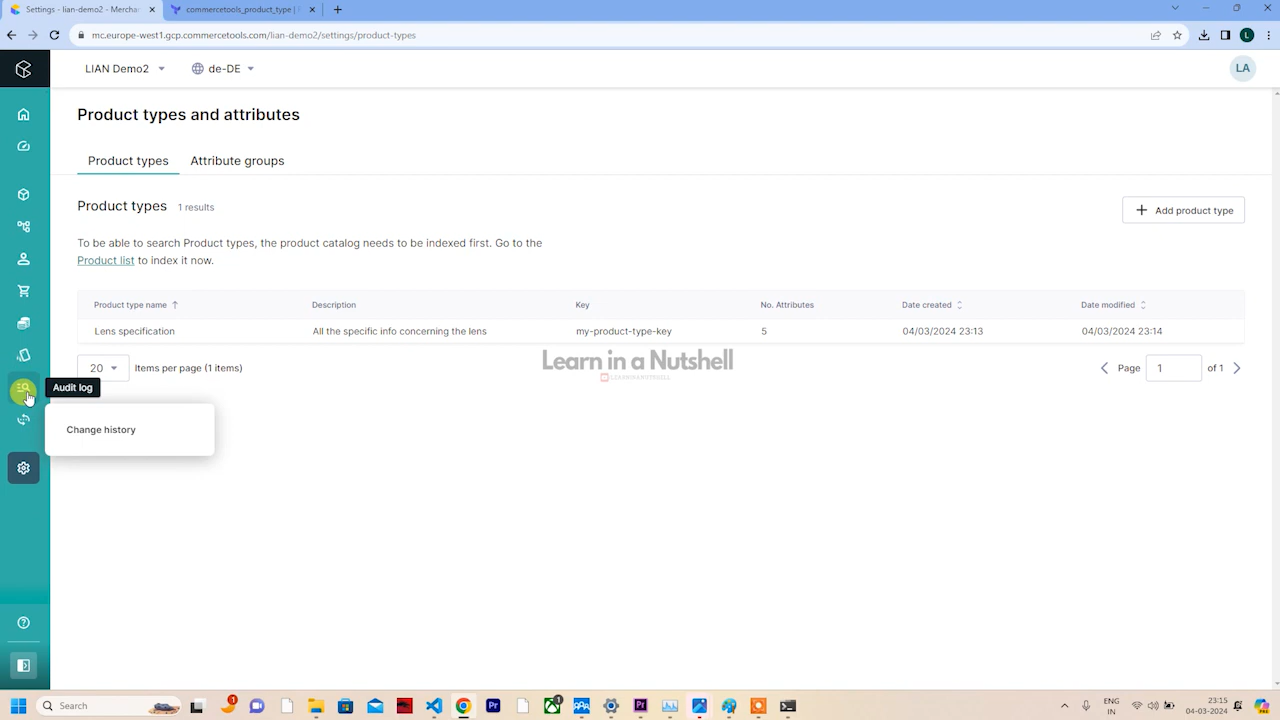 Settings - lian-demo2 - Merchan
commercetools_product_type |
mc.europe-west1.gcp.commercetools.com/lian-demo2/settings/product-types
LIAN Demo2
de-DE
LA
Product types and attributes
Product types
Attribute groups
Product types
1 results
Add product type
To be able to search Product types, the product catalog needs to be indexed first. Go to the
Product list to index it now.
Product type name
Description
Key
No. Attributes
Date created
Date modified
Lens specification
All the specific info concerning the lens
my-product-type-key
5
04/03/2024 23:13
04/03/2024 23:14
Learn in a Nutshell
20
Items per page (1 items)
Page
1
of 1
Audit log
Change history
Search
1
1
ENG
IN
23:15
04-03-2024